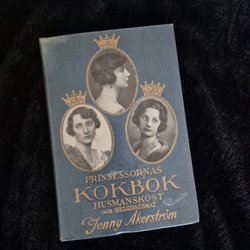 PRINSESSORNAS
KOKBOK
HUSMANSKOST
OCH HELGDAGSMAT
Jenny Åkerström